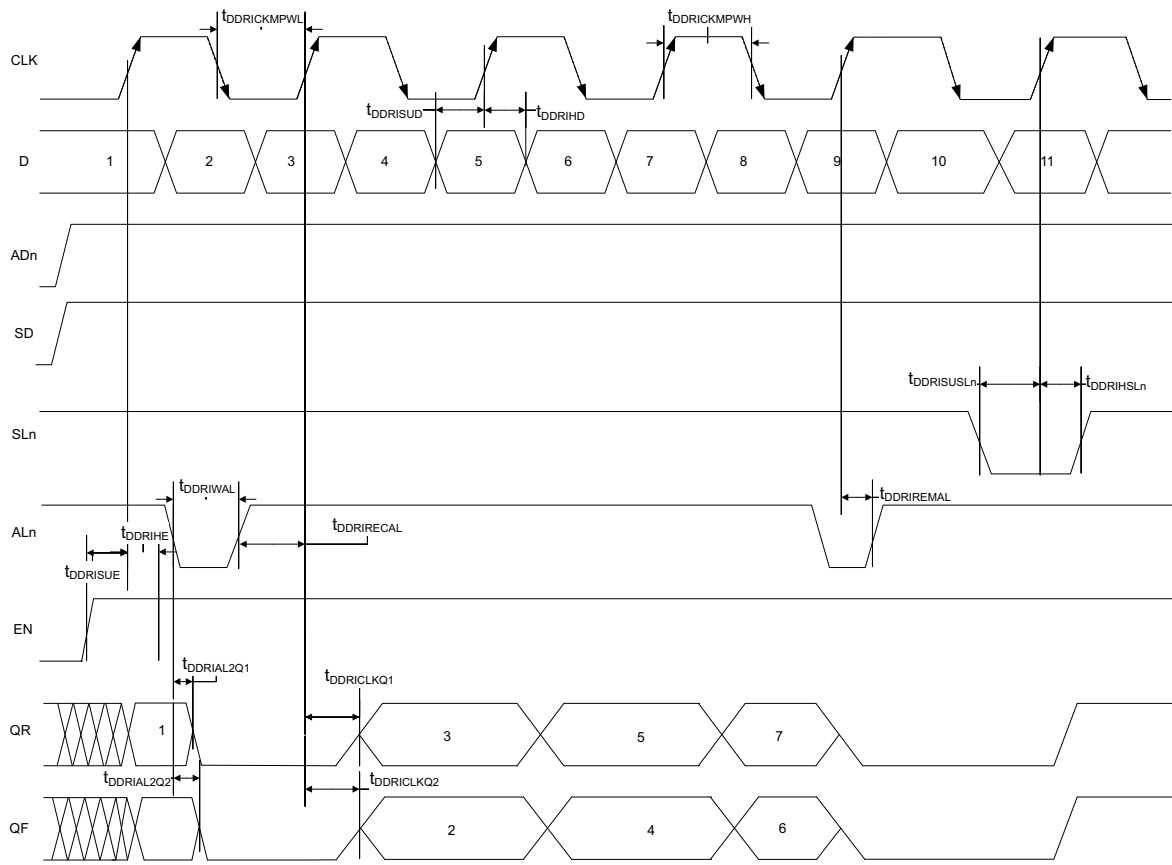 tDDRICKMPWL
tDDRICKMPWH
CLK
tDDRISUD
tDDRIHD
D
1 2 3 4 5 6 7 8 9 10 11
ADn
SD
tDDRISUSLn
tDDRIHSLn
SLn
tDDRIWAL
tDDRIREMAL
ALn
tDDRIHE
tDDRIRECAL
tDDRISUE
EN
tDDRIAL2Q1
tDDRICLKQ1
QR
1 3 5 7
tDDRIAL2Q2
tDDRICLKQ2
QF
2 4 6